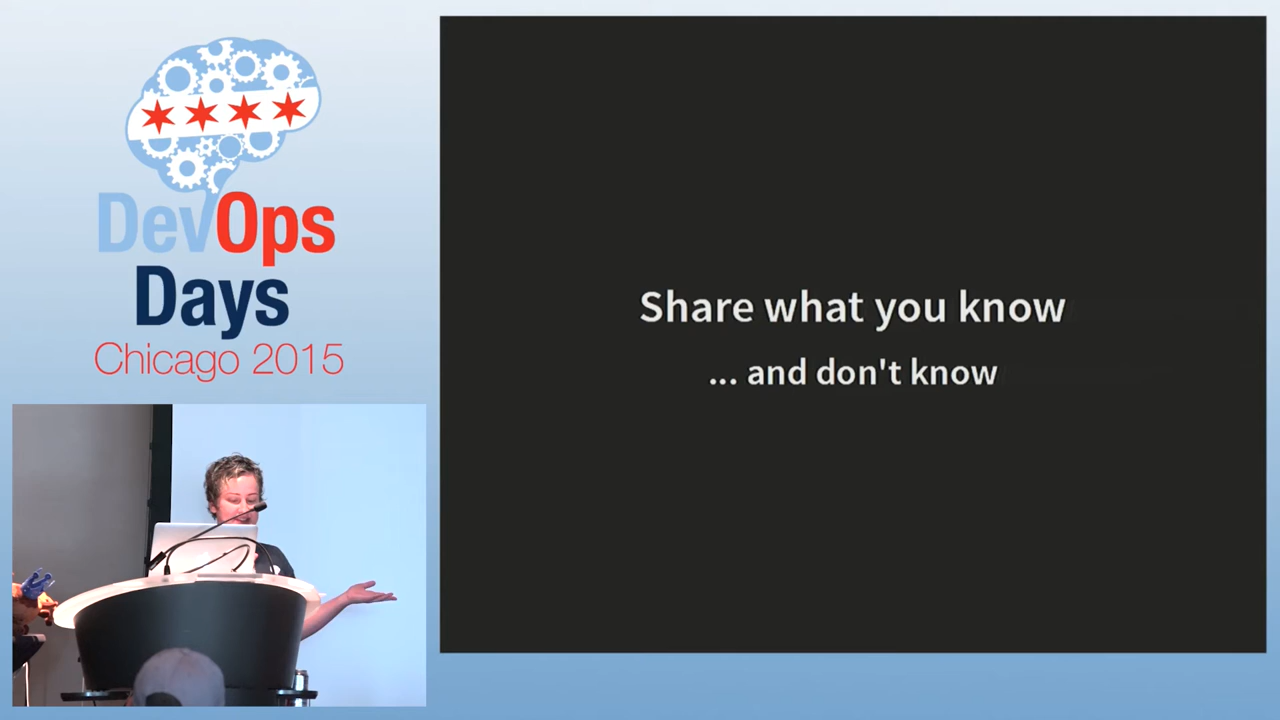 DevOps
Days
Chicago 2015
Share what you know
... and don't know